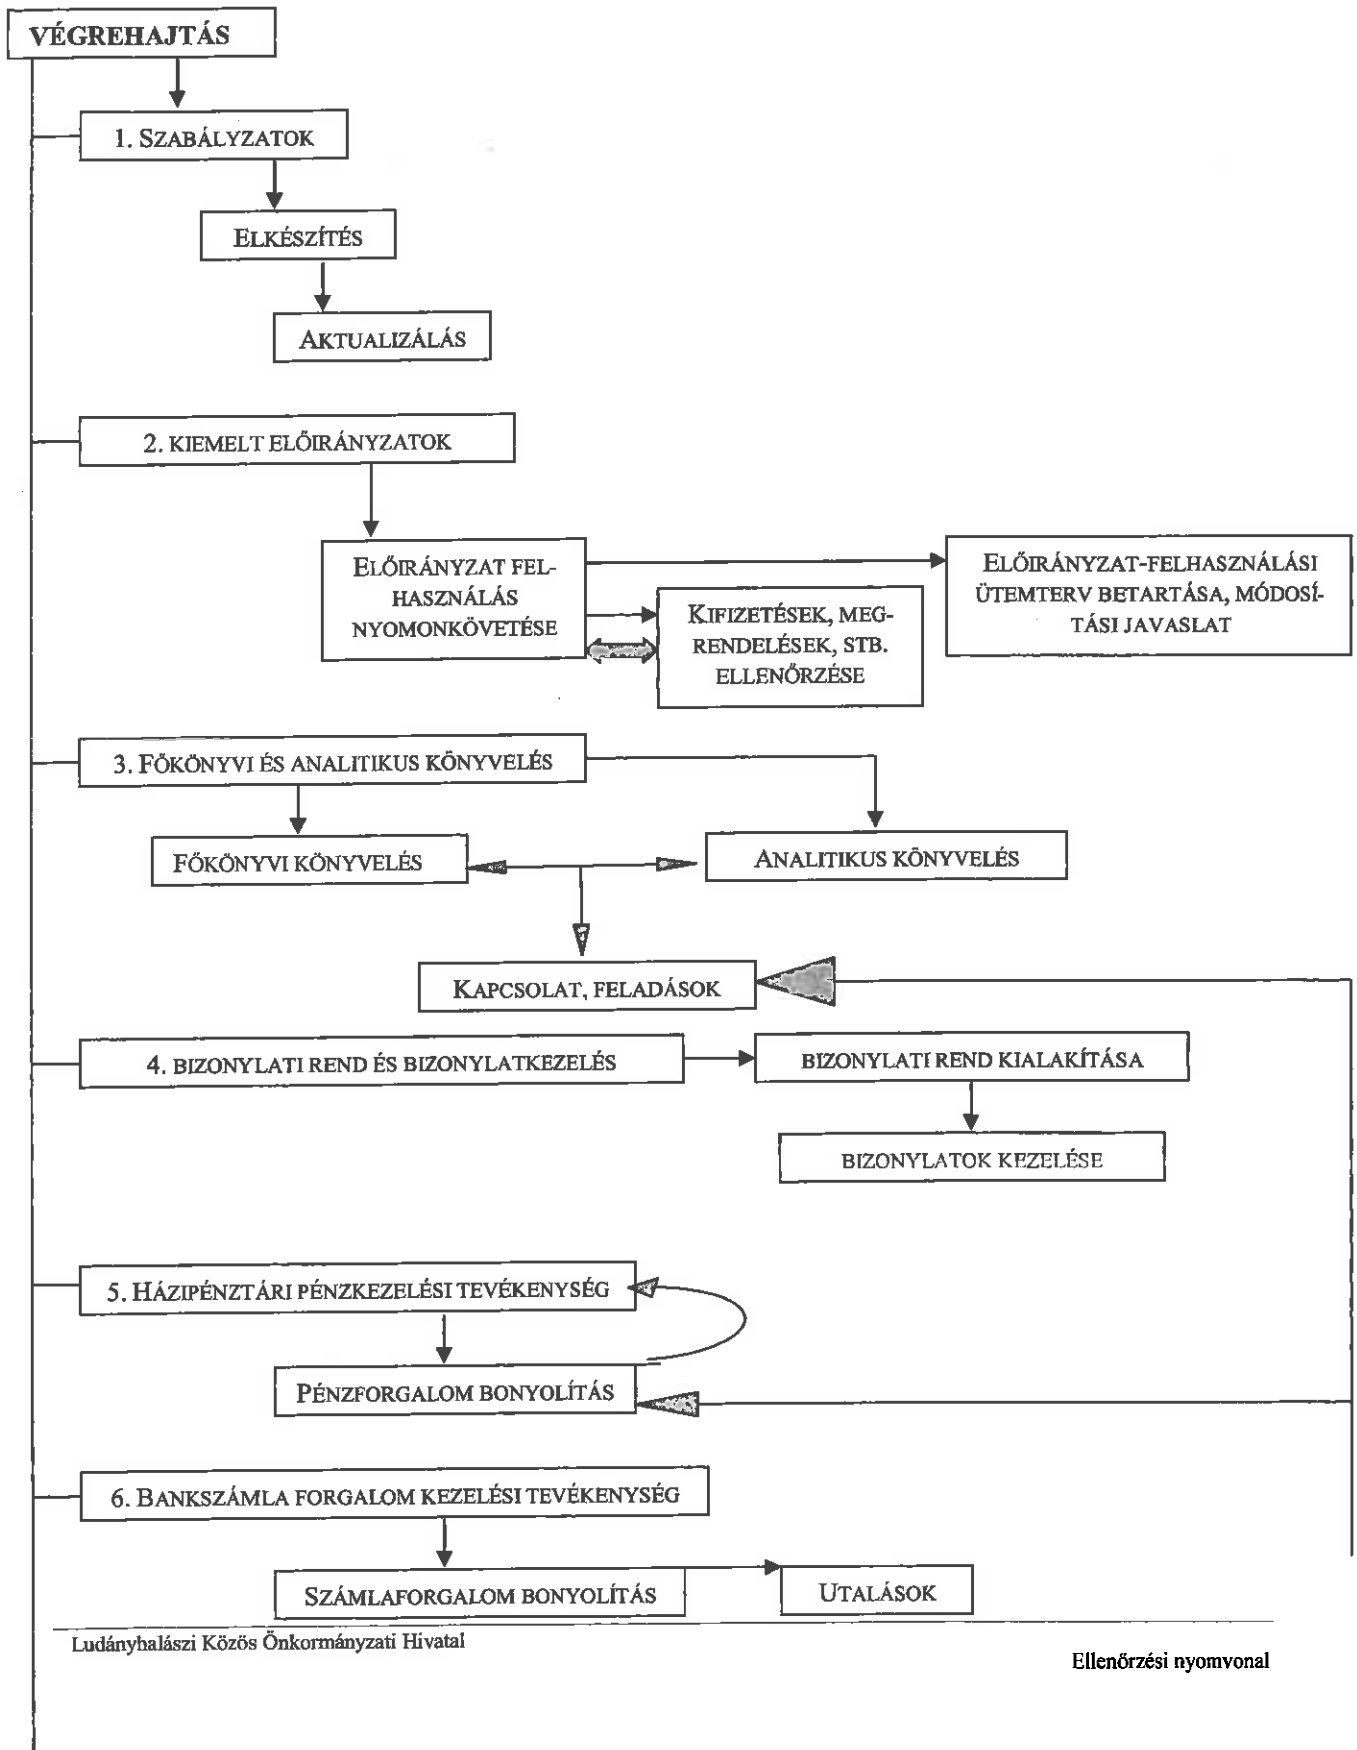 VÉGREHAJTÁS
1. SZABÁLYZATOK
ELKÉSZÍTÉS
AKTUALIZÁLÁS
2. KIEMELT ELŐIRÁNYZATOK
ELŐIRÁNYZAT FEL-
HASZNÁLÁS
NYOMONKÖVETÉSE
KIFIZETÉSEK, MEG-
RENDELÉSEK, STB.
ELLENŐRZÉSE
ELŐIRÁNYZAT-FELHASZNÁLÁSI
ÜTEMTERV BETARTÁSA, MÓDOSÍ-
TÁSI JAVASLAT
3. FŐKÖNYVI ÉS ANALITIKUS KÖNYVELÉS
FŐKÖNYVI KÖNYVELÉS
ANALITIKUS KÖNYVELÉS
KAPCSOLAT, FELADÁSOK
4. BIZONYLATI REND ÉS BIZONYLATKEZELÉS
BIZONYLATI REND KIALAKÍTÁSA
BIZONYLATOK KEZELÉSE
5. HÁZIPÉNZTÁRI PÉNZKEZELÉSI TEVÉKENYSÉG
PÉNZFORGALOM BONYOLÍTÁS
6. BANKSZÁMLA FORGALOM KEZELÉSI TEVÉKENYSÉG
SZÁMLAFORGALOM BONYOLÍTÁS
UTALÁSOK
Ludányhalászi Közös Önkormányzati Hivatal
Ellenőrzési nyomvonal